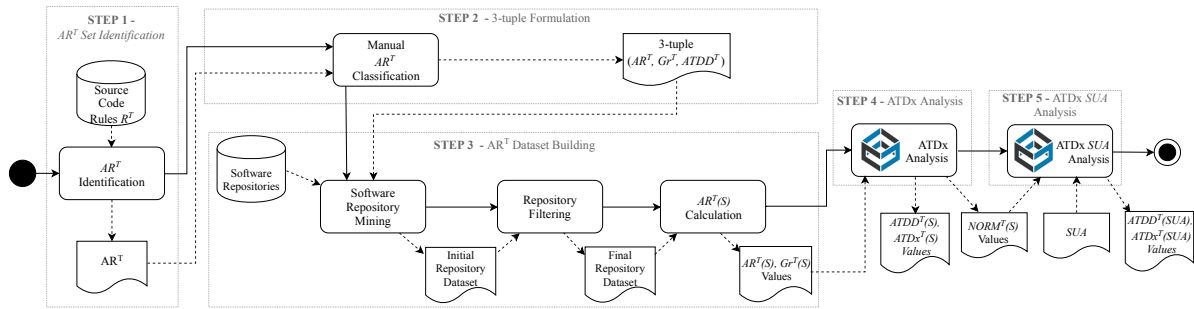 STEP 1 -
AR^T Set Identification
Source
Code
Rules R^T
AR^T
Identification
AR^T
STEP 2 - 3-tuple Formulation
Manual
AR^T
Classification
3-tuple
(AR^T, Gr^T, ATDD^T)
STEP 3 - AR^T Dataset Building
Software
Repositories
Software
Repository
Mining
Repository
Filtering
AR^T(S)
Calculation
Initial
Repository
Dataset
Final
Repository
Dataset
AR^T(S), Gr^T(S)
Values
STEP 4 - ATDx Analysis
ATDx
Analysis
ATDD^T(S),
ATDx^T(S)
Values
NORM^T(S)
Values
STEP 5 - ATDx SUA
Analysis
ATDx SUA
Analysis
SUA
ATDD^T(SUA),
ATDx^T(SUA)
Values